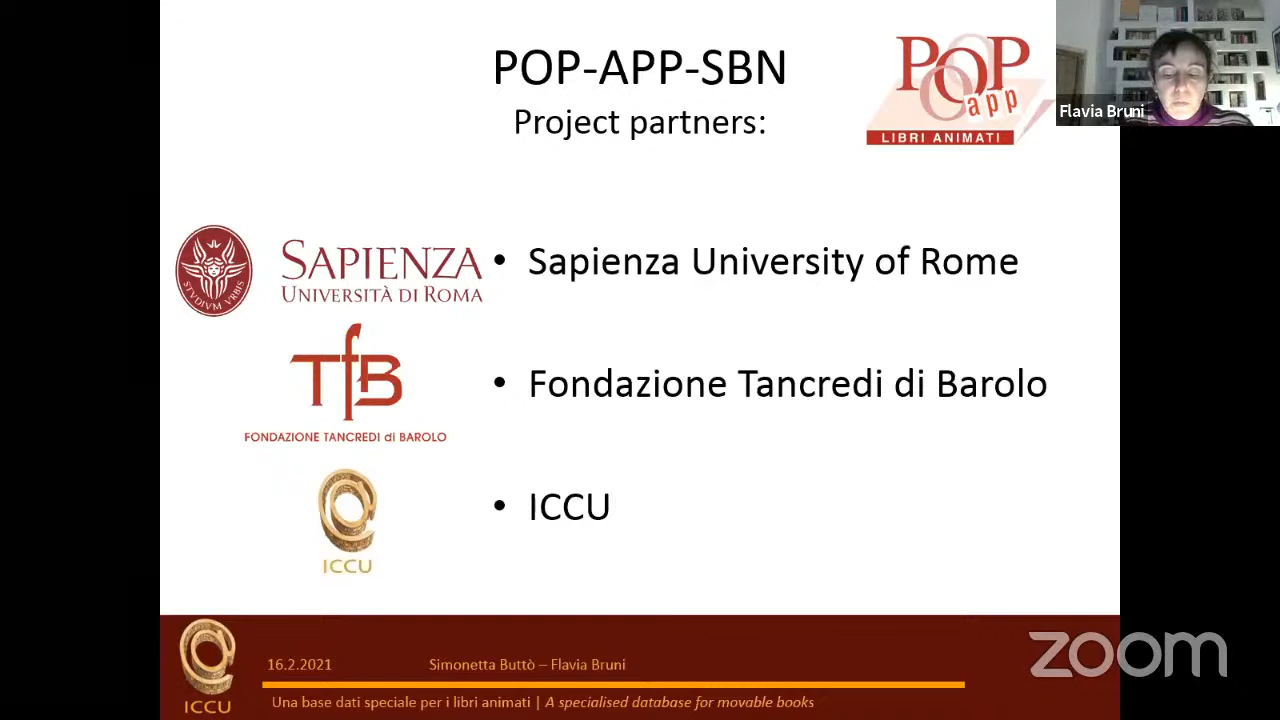 POP-APP-SBN
Project partners:
POP
app
LIBRI ANIMATI
Flavia Bruni
STVDIVM VRBIS
SAPIENZA
UNIVERSITÀ DI ROMA
• Sapienza University of Rome
TfB
FONDAZIONE TANCREDI di BAROLO
• Fondazione Tancredi di Barolo
ICCU
• ICCU
ICCU
16.2.2021
Simonetta Buttò – Flavia Bruni
Una base dati speciale per i libri animati | A specialised database for movable books
zoom